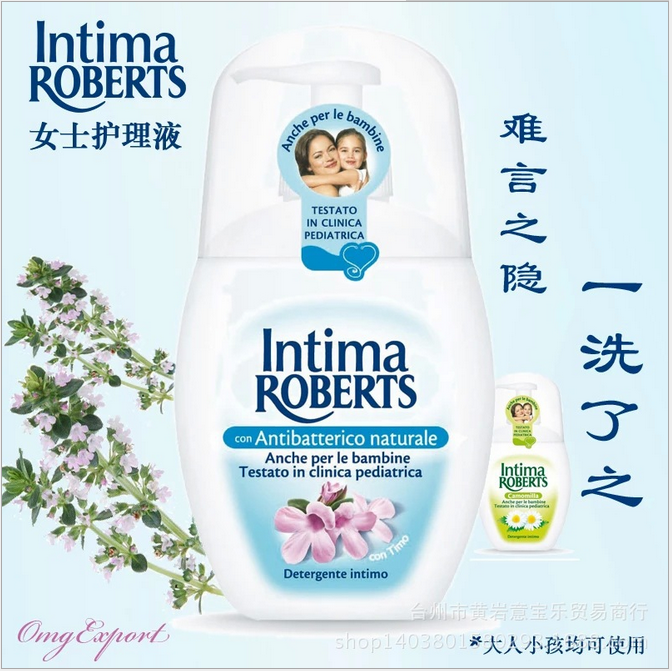 Intima
ROBERTS
女士护理液
难言之隐
一洗了之
Anche per le bambine
TESTATO
IN CLINICA
PEDIATRICA
Intima
ROBERTS
con Antibatterico naturale
Anche per le bambine
Testato in clinica pediatrica
con Timo
Detergente intimo
Anche per le bambine
TESTATO
IN CLINICA
PEDIATRICA
Intima
ROBERTS
Camomilla
Anche per le bambine
Testato in clinica pediatrica
Detergente intimo
OmgExport
台州市黄岩意宝乐贸易商行
*大人小孩均可使用